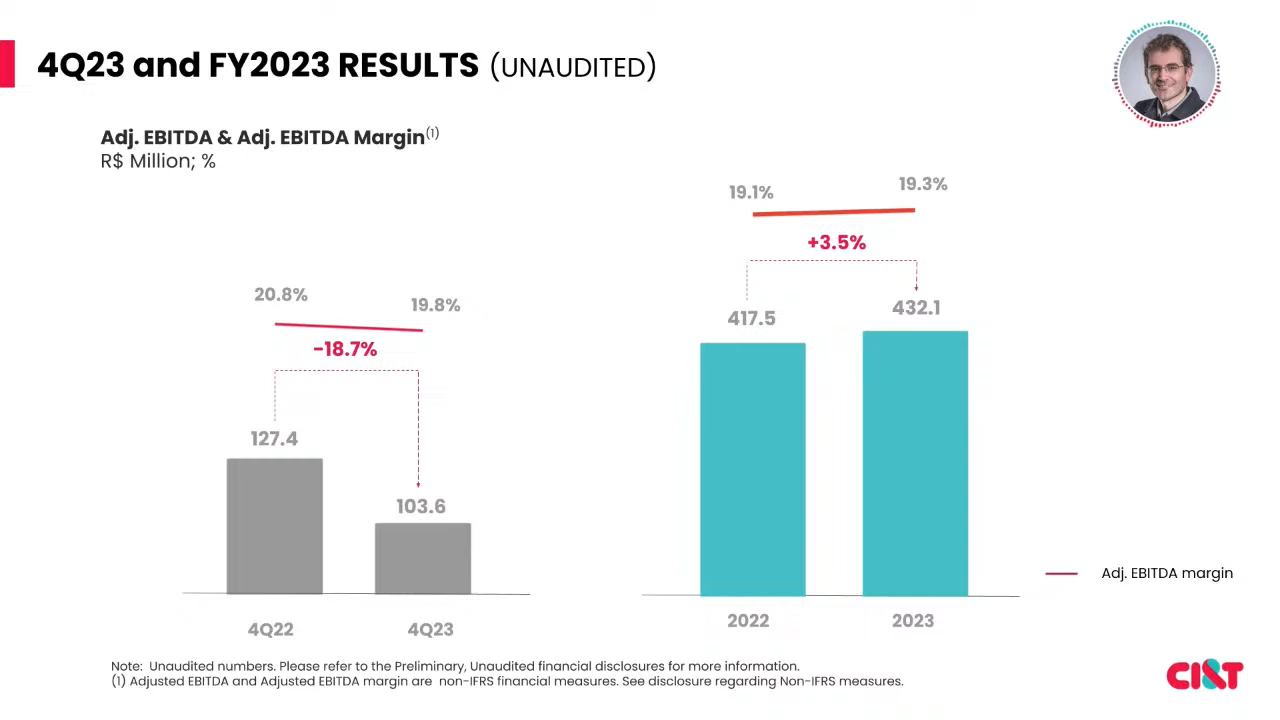 4Q23 and FY2023 RESULTS (UNAUDITED)
Adj. EBITDA & Adj. EBITDA Margin(1)
R$ Million; %
20.8%
19.8%
-18.7%
127.4
103.6
4Q22
4Q23
19.1%
19.3%
+3.5%
417.5
432.1
2022
2023
Adj. EBITDA margin
Note: Unaudited numbers. Please refer to the Preliminary, Unaudited financial disclosures for more information.
(1) Adjusted EBITDA and Adjusted EBITDA margin are non-IFRS financial measures. See disclosure regarding Non-IFRS measures.
CI&T